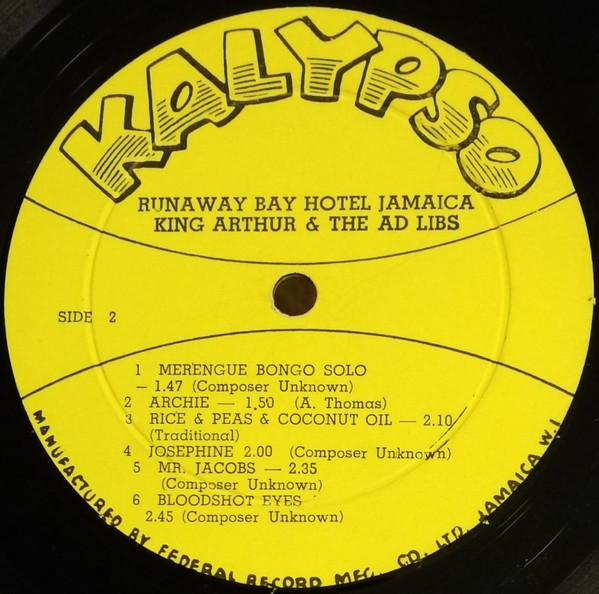 KALYPSO
RUNAWAY BAY HOTEL JAMAICA
KING ARTHUR & THE AD LIBS
SIDE 2
1 MERENGUE BONGO SOLO
— 1.47 (Composer Unknown)
2 ARCHIE — 1.50 (A. Thomas)
3 RICE & PEAS & COCONUT OIL — 2.10
(Traditional)
4 JOSEPHINE 2.00 (Composer Unknown)
5 MR. JACOBS — 2.35
(Composer Unknown)
6 BLOODSHOT EYES
2.45 (Composer Unknown)
MANUFACTURED BY FEDERAL RECORD MFG. CO. LTD. JAMAICA W.I